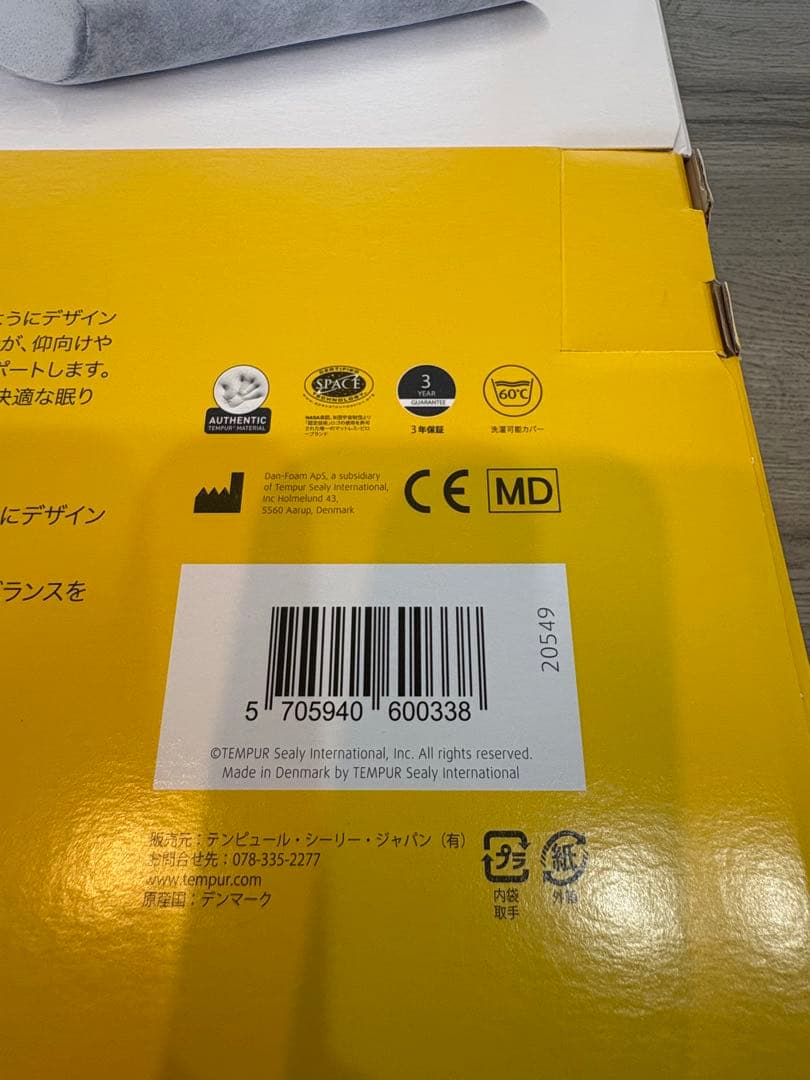 ようにデザイン
が、仰向けや
ポートします。
快適な眠り
にデザイン
ランスを
AUTHENTIC
TEMPUR® MATERIAL
CERTIFIED
SPACE
TECHNOLOGY
3
YEAR
GUARANTEE
3年保証
60℃
洗濯可能カバー
Dan-Foam ApS, a subsidiary
of Tempur Sealy International,
Inc Holmelund 43,
5560 Aarup, Denmark
CE
MD
20549
5 705940 600338
©TEMPUR Sealy International, Inc. All rights reserved.
Made in Denmark by TEMPUR Sealy International
販売元：テンピュール・シーリー・ジャパン（有）
お問合せ先：078-335-2277
www.tempur.com
原産国：デンマーク
プラ
内袋
取手
紙
外箱